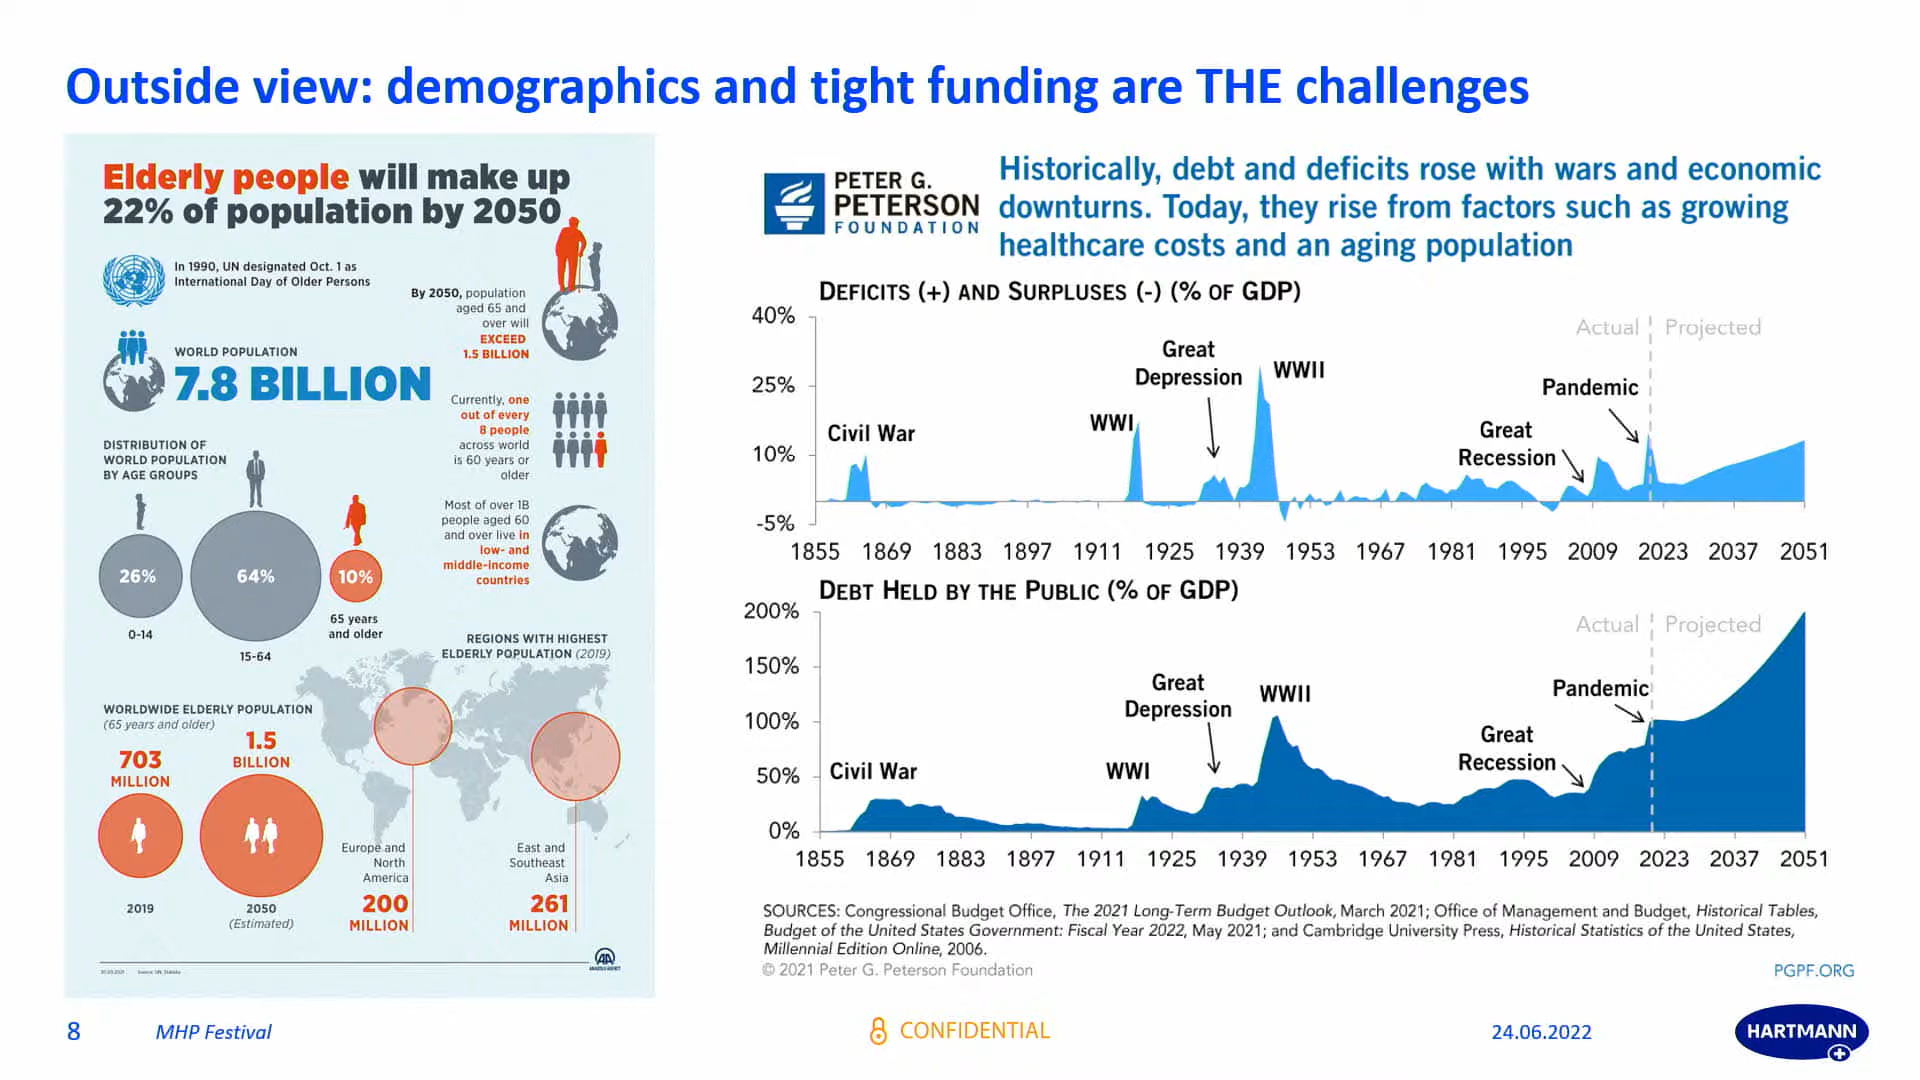 Outside view: demographics and tight funding are THE challenges
Elderly people will make up
22% of population by 2050
In 1990, UN designated Oct. 1 as
International Day of Older Persons
By 2050, population
aged 65 and
over will
EXCEED
1.5 BILLION
WORLD POPULATION
7.8 BILLION
Currently, one
out of every
8 people
across world
is 60 years or
older
DISTRIBUTION OF
WORLD POPULATION
BY AGE GROUPS
26%
64%
10%
0-14
15-64
65 years
and older
Most of over 1B
people aged 60
and over live in
low- and
middle-income
countries
REGIONS WITH HIGHEST
ELDERLY POPULATION (2019)
WORLDWIDE ELDERLY POPULATION
(65 years and older)
703
MILLION
1.5
BILLION
2019
2050
(Estimated)
Europe and
North
America
200
MILLION
East and
Southeast
Asia
261
MILLION
PETER G.
PETERSON
FOUNDATION
Historically, debt and deficits rose with wars and economic
downturns. Today, they rise from factors such as growing
healthcare costs and an aging population
DEFICITS (+) AND SURPLUSES (-) (% OF GDP)
40%
25%
10%
-5%
Civil War
WWI
Great
Depression
WWII
Great
Recession
Pandemic
Actual
Projected
1855 1869 1883 1897 1911 1925 1939 1953 1967 1981 1995 2009 2023 2037 2051
DEBT HELD BY THE PUBLIC (% OF GDP)
200%
150%
100%
50%
0%
Civil War
WWI
Great
Depression
WWII
Great
Recession
Pandemic
Actual
Projected
1855 1869 1883 1897 1911 1925 1939 1953 1967 1981 1995 2009 2023 2037 2051
SOURCES: Congressional Budget Office, The 2021 Long-Term Budget Outlook, March 2021; Office of Management and Budget, Historical Tables,
Budget of the United States Government: Fiscal Year 2022, May 2021; and Cambridge University Press, Historical Statistics of the United States,
Millennial Edition Online, 2006.
© 2021 Peter G. Peterson Foundation
PGPF.ORG
8
MHP Festival
CONFIDENTIAL
24.06.2022
HARTMANN